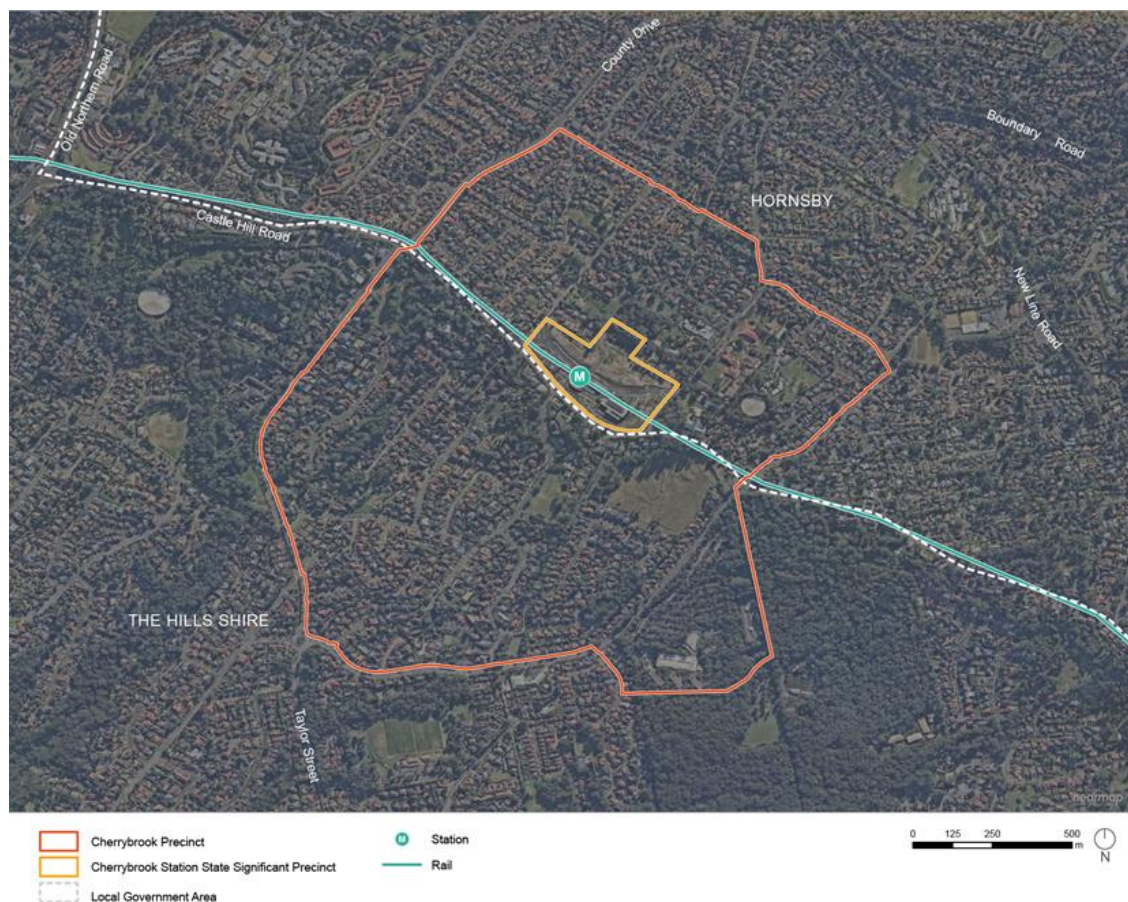 County Drive
Old Northern Road
Boundary Road
HORNSBY
Castle Hill Road
New Line Road
M
THE HILLS SHIRE
Taylor Street
nearmap
Cherrybrook Precinct
M Station
0 125 250 500
m
Cherrybrook Station State Significant Precinct
Rail
N
Local Government Area